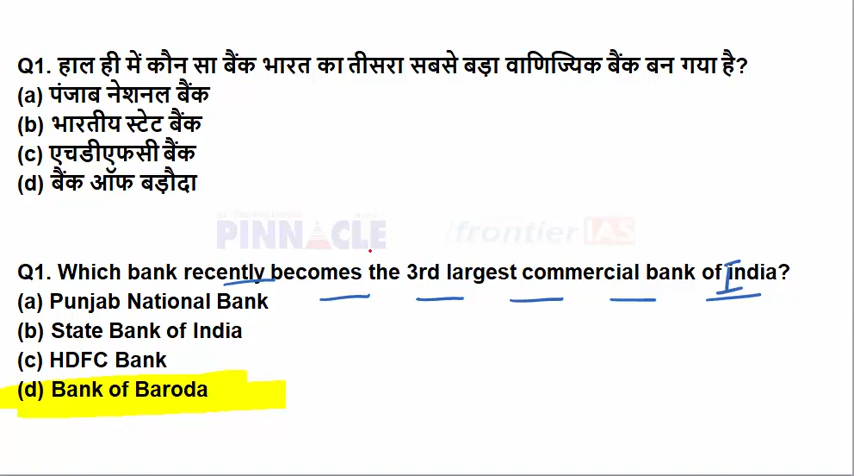 Q1. हाल ही में कौन सा बैंक भारत का तीसरा सबसे बड़ा वाणिज्यिक बैंक बन गया है?
(a) पंजाब नेशनल बैंक
(b) भारतीय स्टेट बैंक
(c) एचडीएफसी बैंक
(d) बैंक ऑफ बड़ौदा
PINNACLE frontier IAS
Q1. Which bank recently becomes the 3rd largest commercial bank of India?
(a) Punjab National Bank
(b) State Bank of India
(c) HDFC Bank
(d) Bank of Baroda